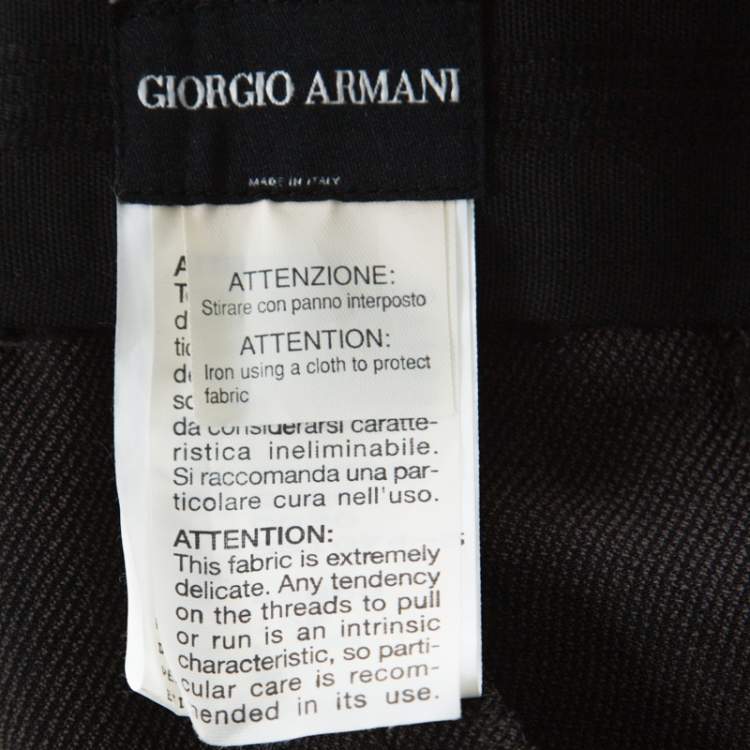 GIORGIO ARMANI
MADE IN ITALY
ATTENZIONE:
Stirare con panno interposto
ATTENTION:
Iron using a cloth to protect
fabric
da considerarsi caratte-
ristica ineliminabile.
Si raccomanda una par-
ticolare cura nell'uso.
ATTENTION:
This fabric is extremely
delicate. Any tendency
on the threads to pull
or run is an intrinsic
characteristic, so parti-
cular care is recom-
mended in its use.